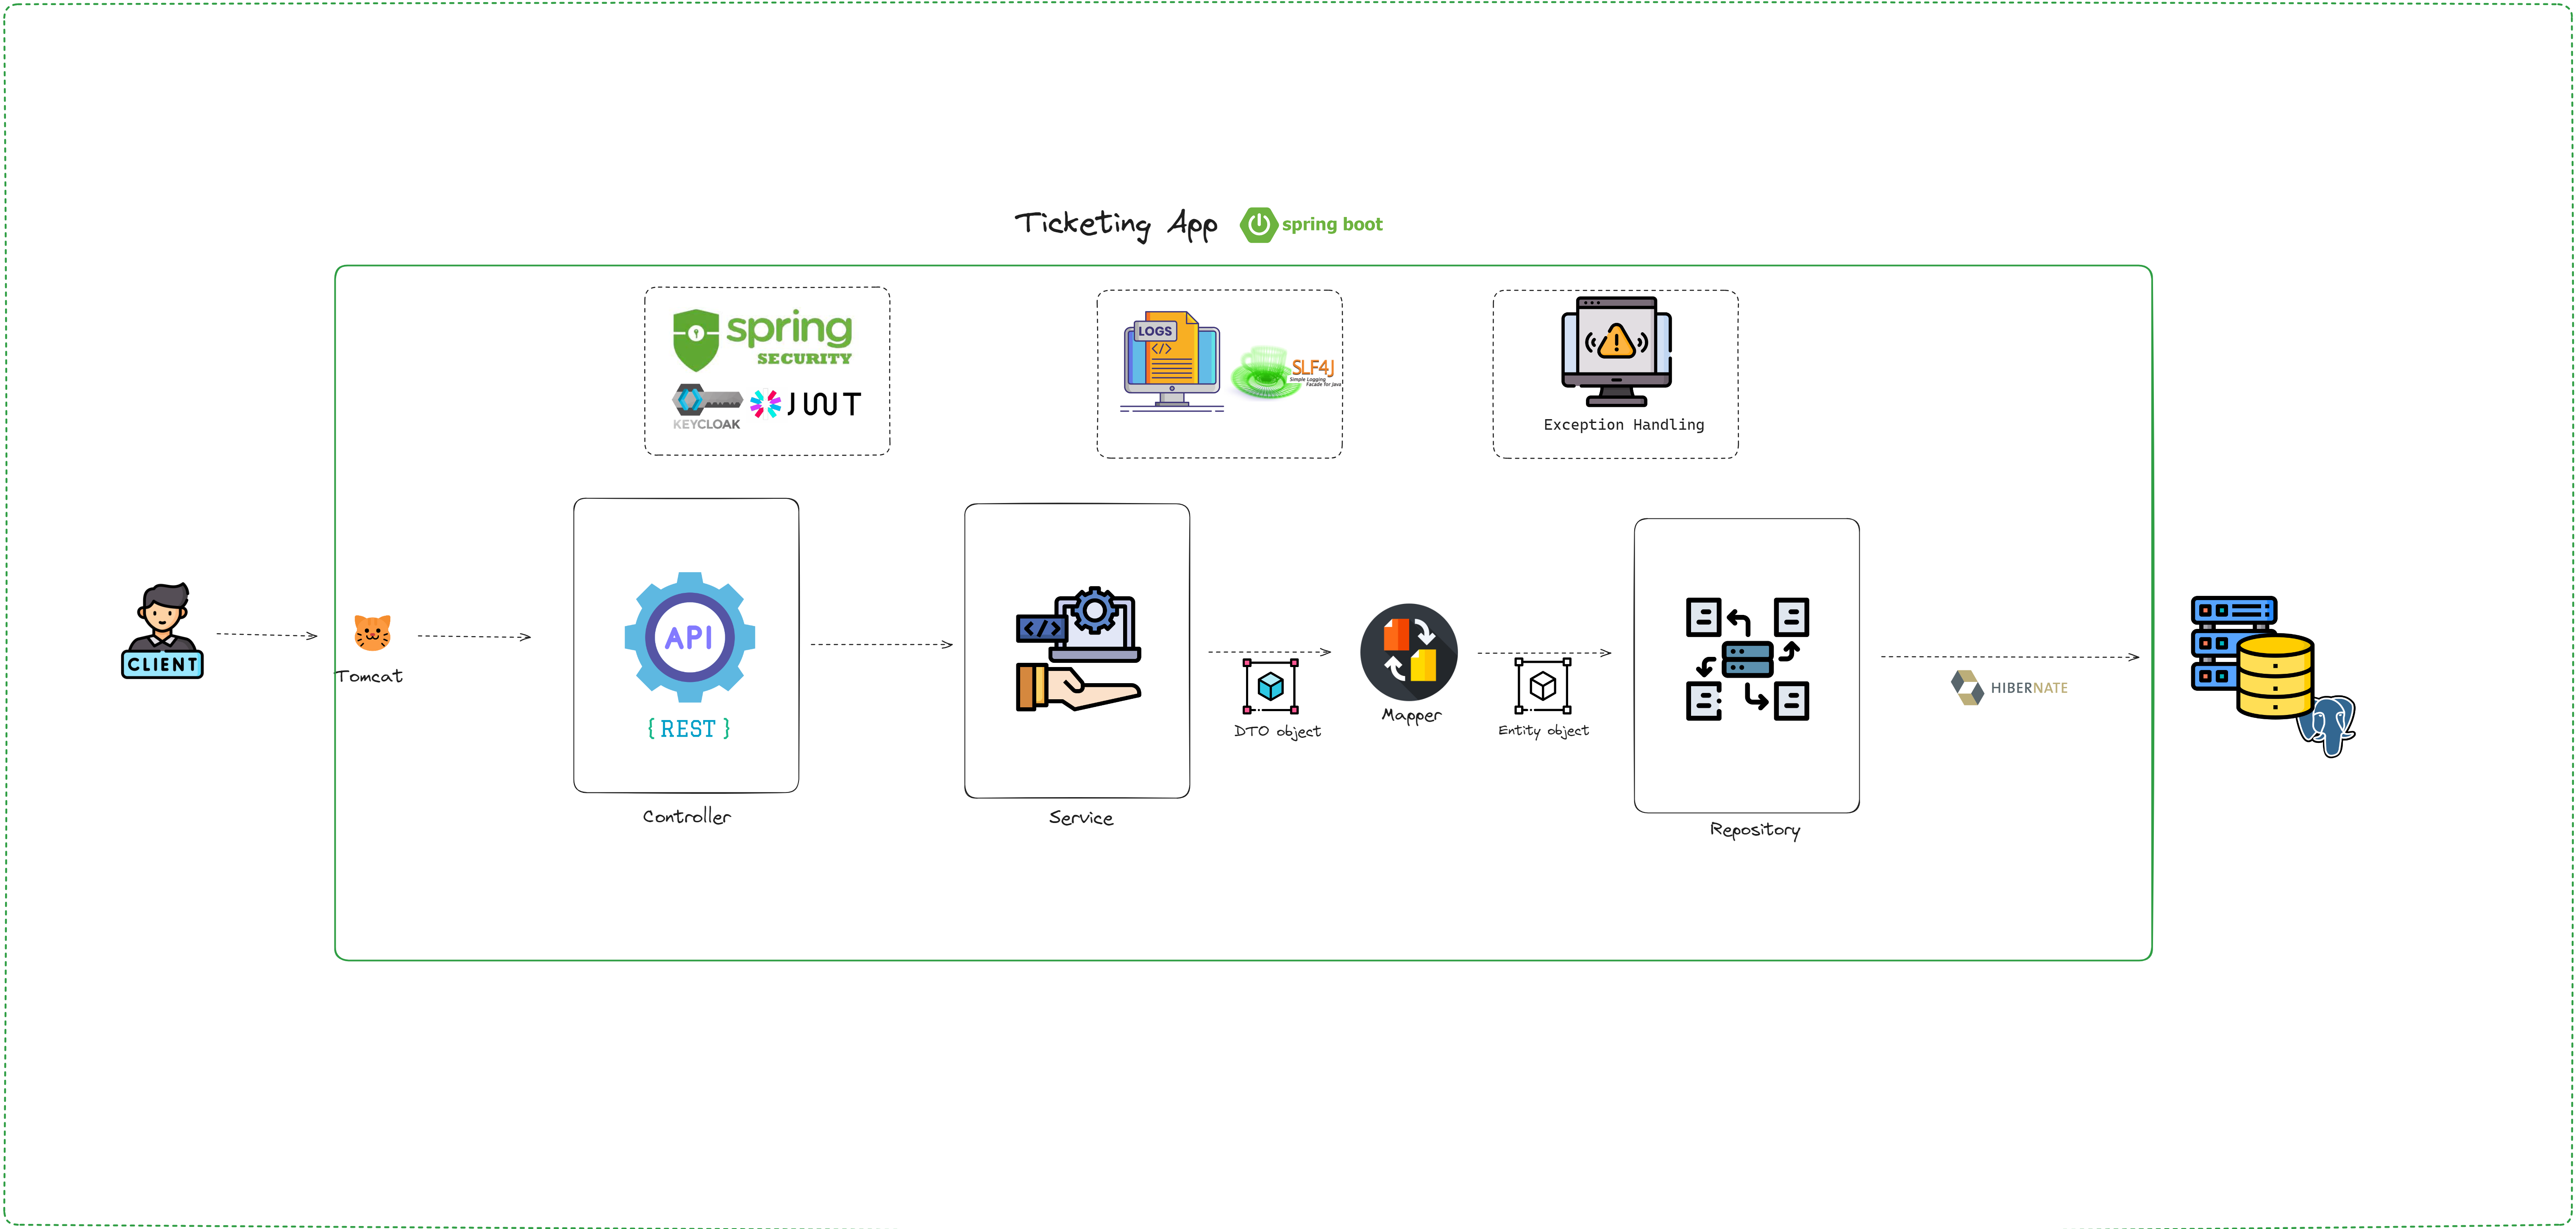 Ticketing App
spring boot
spring
SECURITY
KEYCLOAK
JWT
LOGS
</>
SLF4J
Simple Logging
Facade for Java
Exception Handling
CLIENT
Tomcat
API
{ REST }
Controller
</>
Service
DTO object
Mapper
Entity object
Repository
HIBERNATE